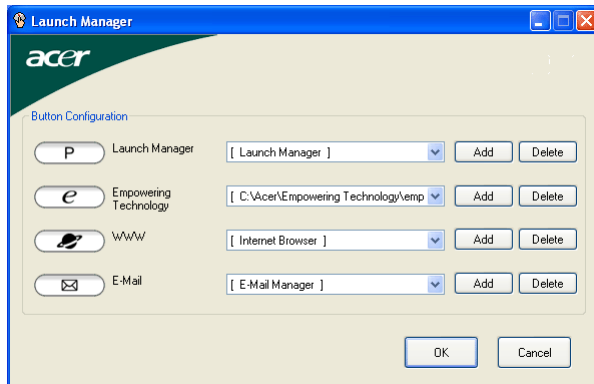 Launch Manager
acer
Button Configuration
P Launch Manager [ Launch Manager ] Add Delete
e Empowering Technology [ C:\Acer\Empowering Technology\emp Add Delete
WWW [ Internet Browser ] Add Delete
E-Mail [ E-Mail Manager ] Add Delete
OK Cancel